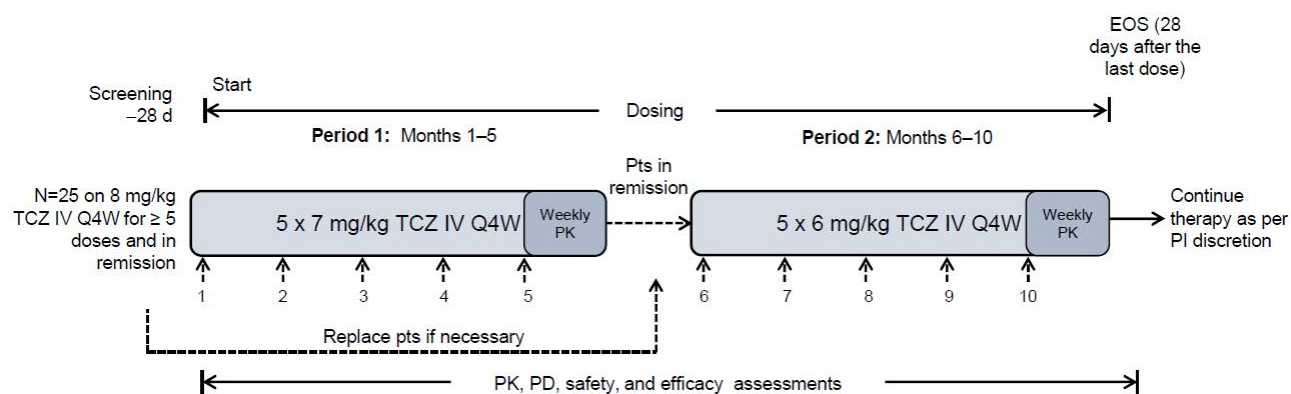 EOS (28
days after the
last dose)
Start
Screening
–28 d
Dosing
Period 1: Months 1–5
Period 2: Months 6–10
Pts in
remission
N=25 on 8 mg/kg
TCZ IV Q4W for ≥ 5
doses and in
remission
5 x 7 mg/kg TCZ IV Q4W
Weekly
PK
5 x 6 mg/kg TCZ IV Q4W
Weekly
PK
Continue
therapy as per
PI discretion
1
2
3
4
5
6
7
8
9
10
Replace pts if necessary
PK, PD, safety, and efficacy assessments